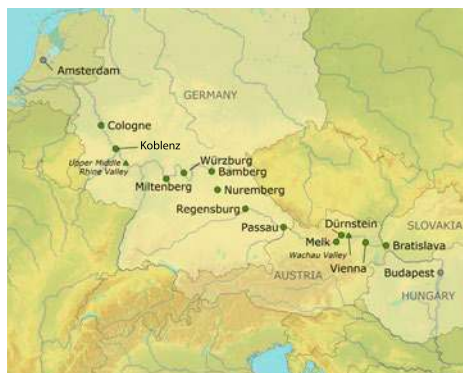 Amsterdam
GERMANY
Cologne
Koblenz
Upper Middle
Rhine Valley
Würzburg
Bamberg
Miltenberg
Nuremberg
Regensburg
Passau
Dürnstein
SLOVAKIA
Melk
Wachau Valley
Bratislava
Vienna
AUSTRIA
Budapest
HUNGARY